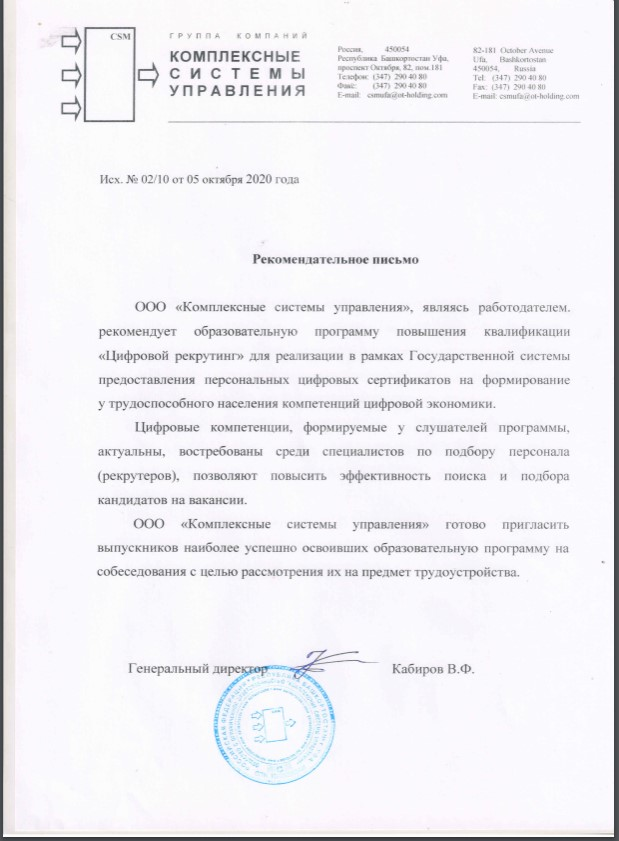 CSM
ГРУППА КОМПАНИЙ
КОМПЛЕКСНЫЕ
СИСТЕМЫ
УПРАВЛЕНИЯ
Россия, 450054
Республика Башкортостан Уфа,
проспект Октября, 82, пом.181
Телефон: (347) 290 40 80
Факс: (347) 290 40 80
E-mail: csmufa@ot-holding.com
82-181 October Avenue
Ufa, Bashkortostan
450054, Russia
Tel: (347) 290 40 80
Fax: (347) 290 40 80
E-mail: csmufa@ot-holding.com
Исх. № 02/10 от 05 октября 2020 года
Рекомендательное письмо
ООО «Комплексные системы управления», являясь работодателем.
рекомендует образовательную программу повышения квалификации
«Цифровой рекрутинг» для реализации в рамках Государственной системы
предоставления персональных цифровых сертификатов на формирование
у трудоспособного населения компетенций цифровой экономики.
Цифровые компетенции, формируемые у слушателей программы,
актуальны, востребованы среди специалистов по подбору персонала
(рекрутеров), позволяют повысить эффективность поиска и подбора
кандидатов на вакансии.
ООО «Комплексные системы управления» готово пригласить
выпускников наиболее успешно освоивших образовательную программу на
собеседования с целью рассмотрения их на предмет трудоустройства.
Генеральный директор Кабиров В.Ф.